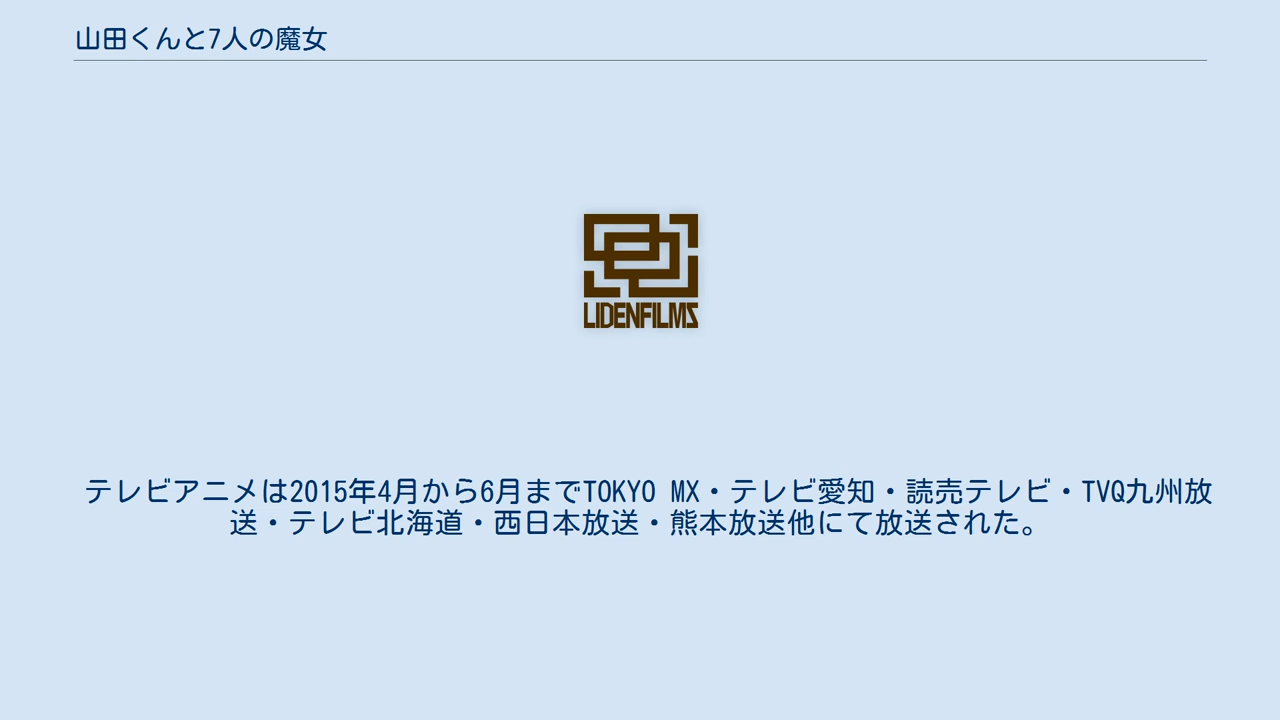 山田くんと7人の魔女
LIDENFILMS
テレビアニメは2015年4月から6月までTOKYO MX・テレビ愛知・読売テレビ・TVQ九州放
送・テレビ北海道・西日本放送・熊本放送他にて放送された。